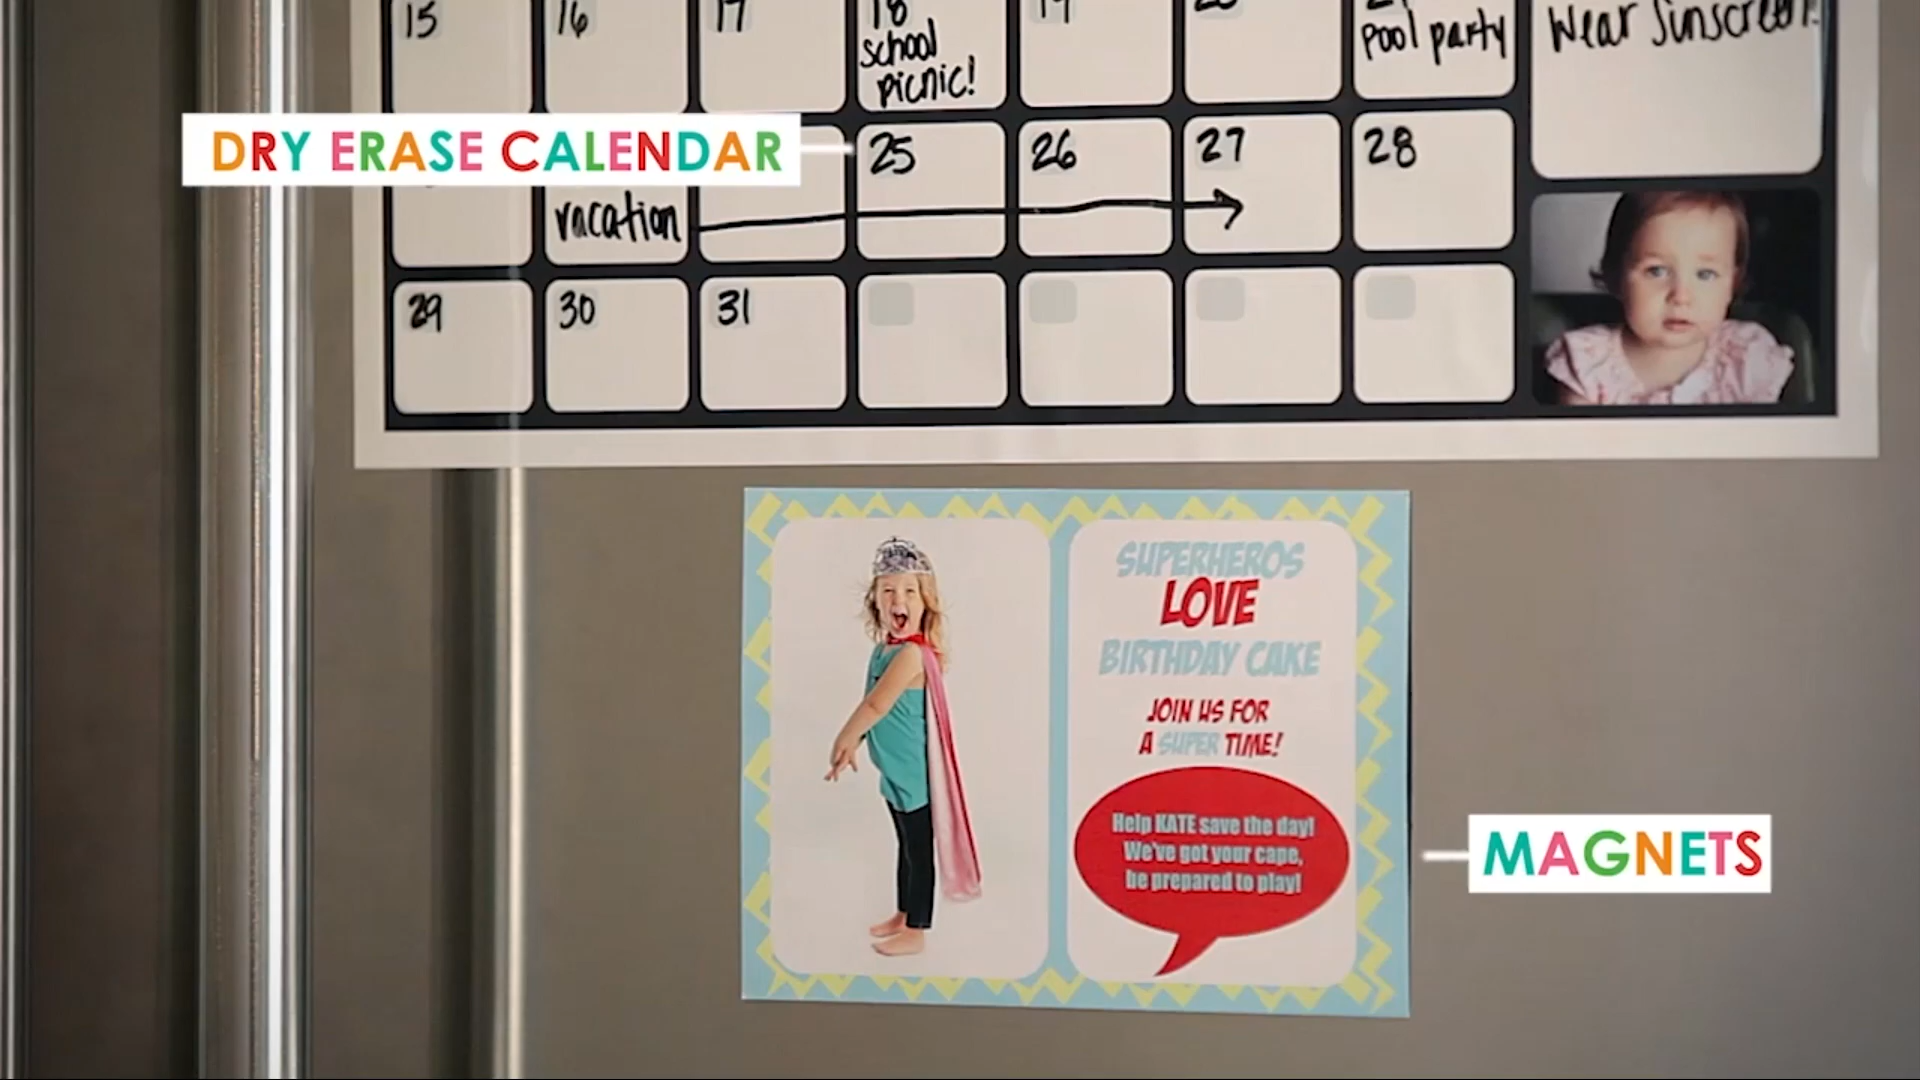 15 16 17 18 19 20
school
picnic!
pool party
Wear Sunscreen!
DRY ERASE CALENDAR
25 26 27 28
vacation
29 30 31
SUPERHEROS
LOVE
BIRTHDAY CAKE
JOIN US FOR
A SUPER TIME!
Help KATE save the day!
We've got your cape,
be prepared to play!
MAGNETS